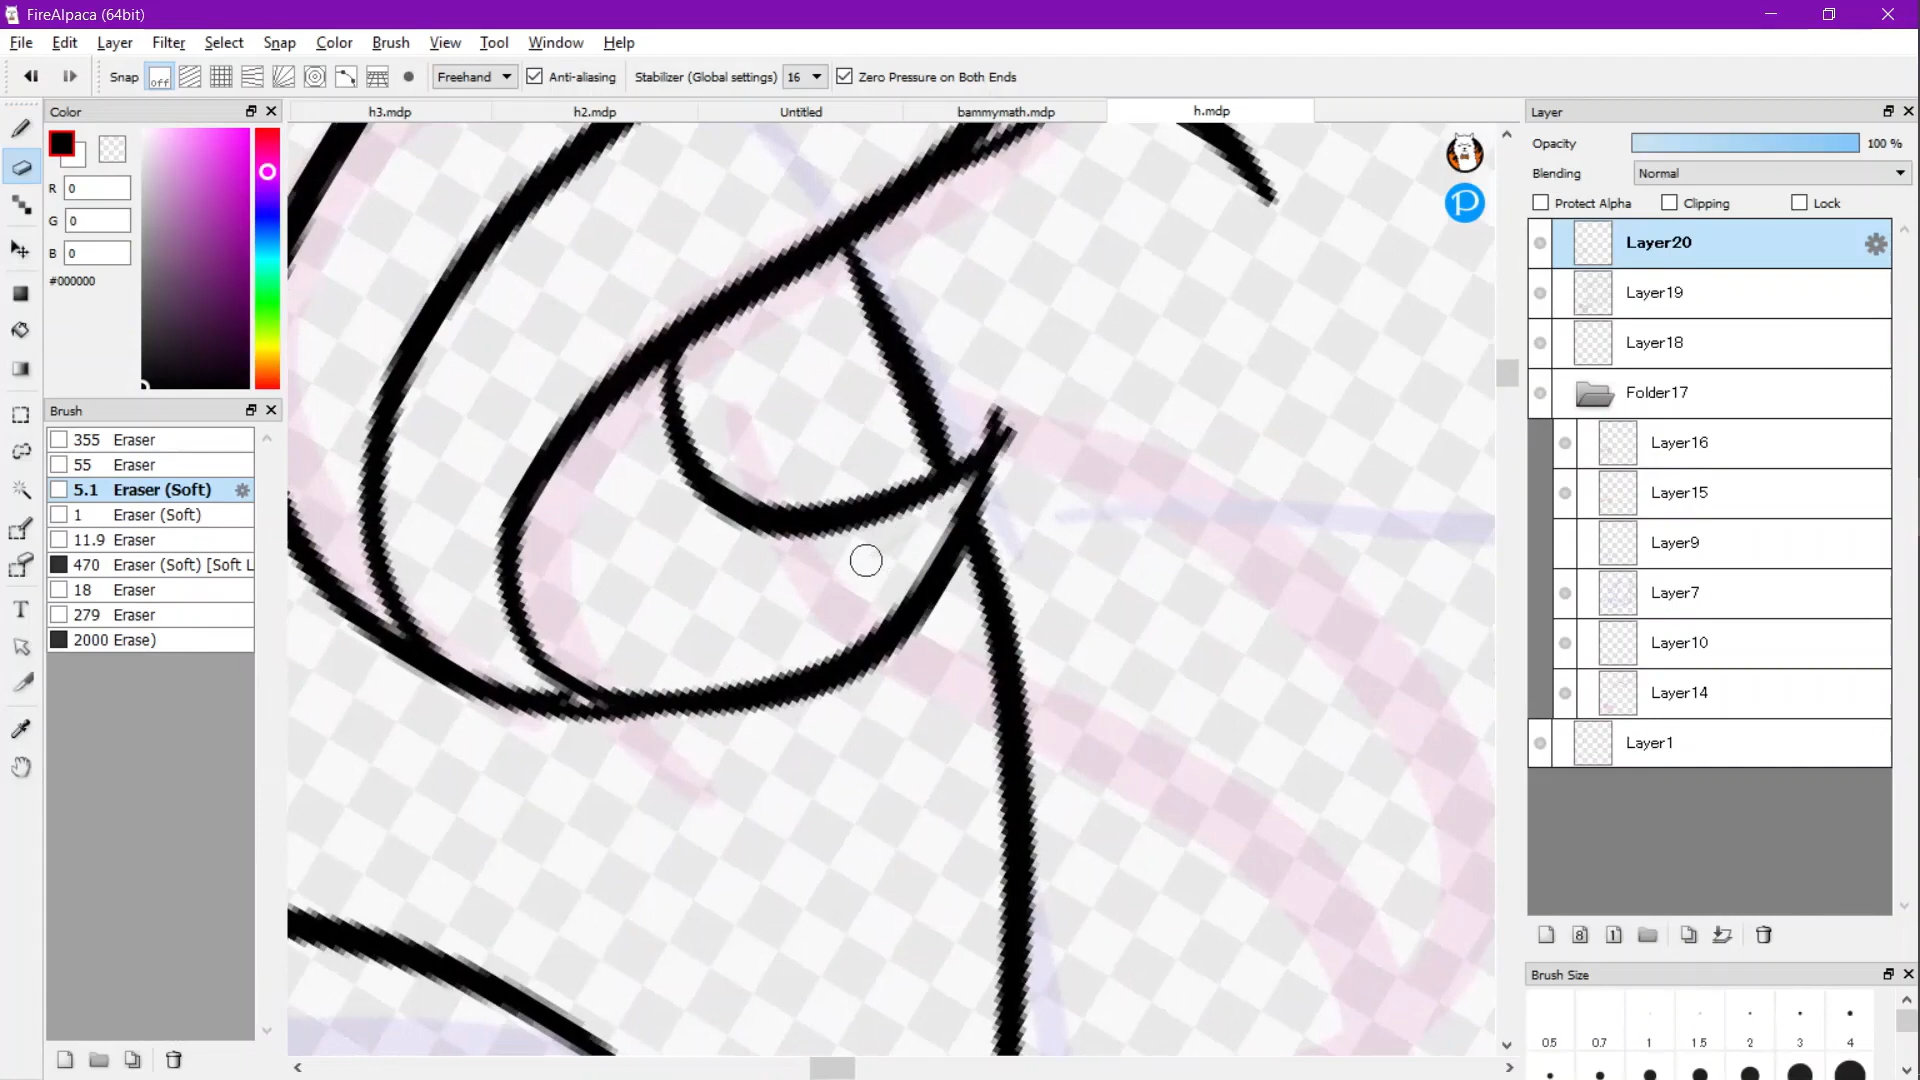 FireAlpaca (64bit)
File Edit Layer Filter Select Snap Color Brush View Tool Window Help
Snap off Freehand Anti-aliasing Stabilizer (Global settings) 16 Zero Pressure on Both Ends
Color
h3.mdp h2.mdp Untitled bammymath.mdp h.mdp
Layer
R 0
G 0
B 0
#000000
Brush
355 Eraser
55 Eraser
5.1 Eraser (Soft)
1 Eraser (Soft)
11.9 Eraser
470 Eraser (Soft) [Soft L
18 Eraser
279 Eraser
2000 Erase)
T
P
Opacity 100 %
Blending Normal
Protect Alpha Clipping Lock
Layer20
Layer19
Layer18
Folder17
Layer16
Layer15
Layer9
Layer7
Layer10
Layer14
Layer1
8 1
Brush Size
0.5 0.7 1 1.5 2 3 4